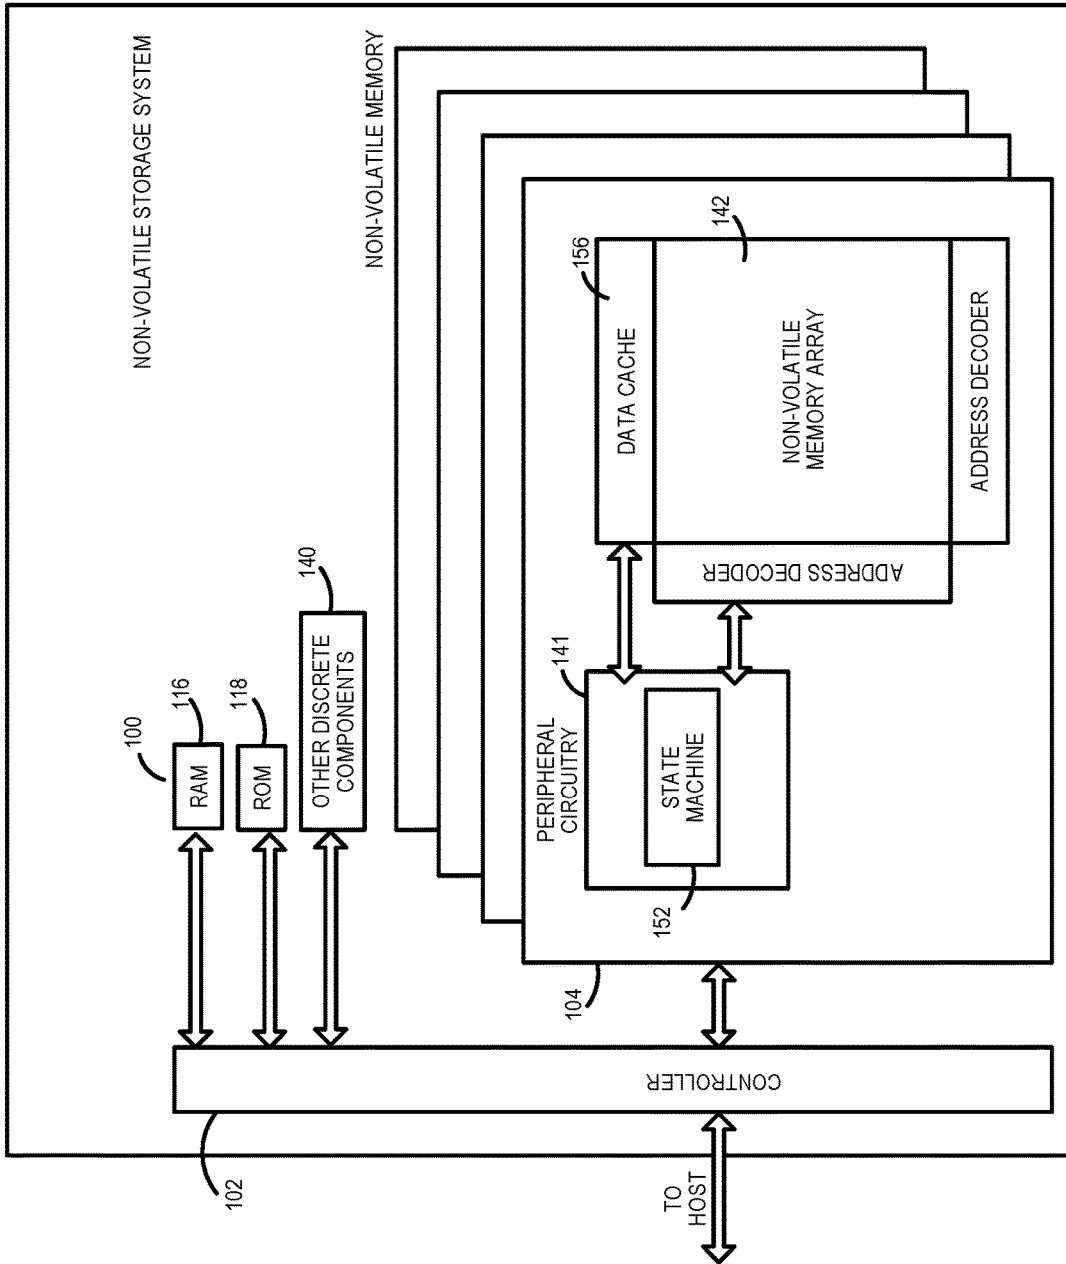 NON-VOLATILE STORAGE SYSTEM
100
RAM
116
ROM
118
OTHER DISCRETE
COMPONENTS
140
NON-VOLATILE MEMORY
102
CONTROLLER
TO
HOST
104
PERIPHERAL
CIRCUITRY
141
STATE
MACHINE
152
DATA CACHE
156
ADDRESS DECODER
NON-VOLATILE
MEMORY ARRAY
142
ADDRESS DECODER